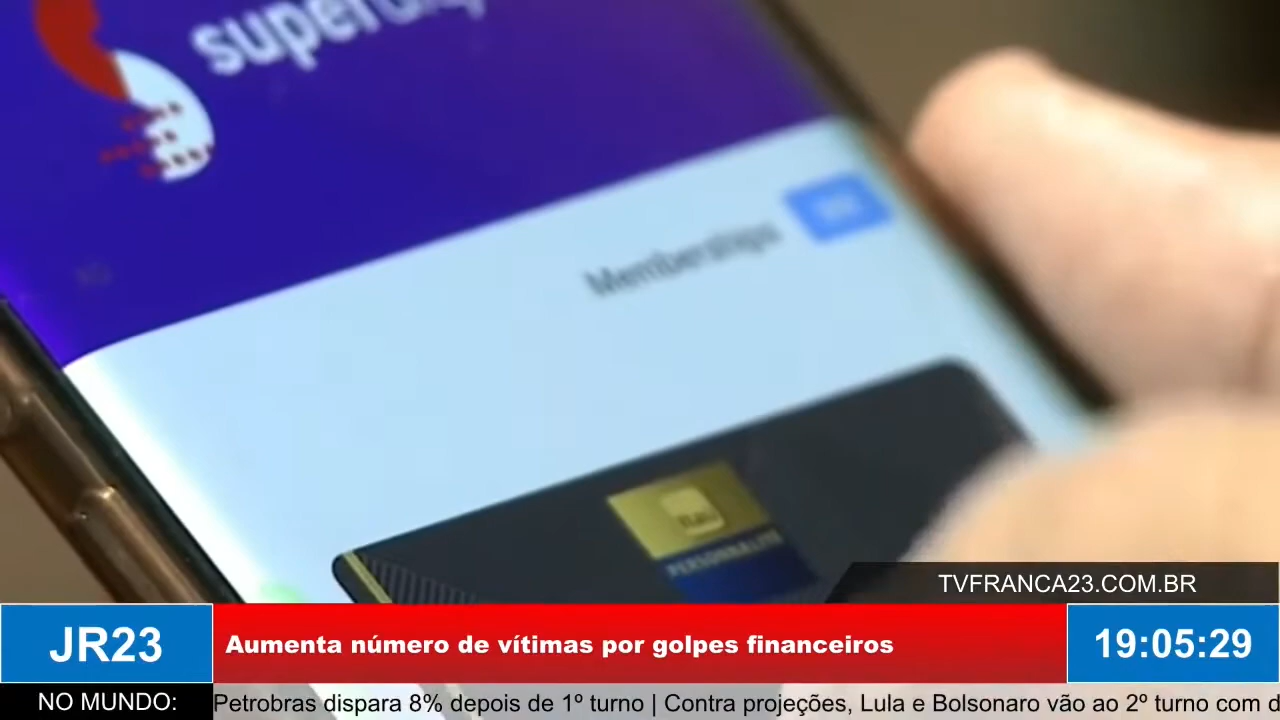 Memberships
PERSONNALITÉ
TVFRANCA23.COM.BR
JR23
Aumenta número de vítimas por golpes financeiros
19:05:29
NO MUNDO:
Petrobras dispara 8% depois de 1º turno | Contra projeções, Lula e Bolsonaro vão ao 2º turno com d